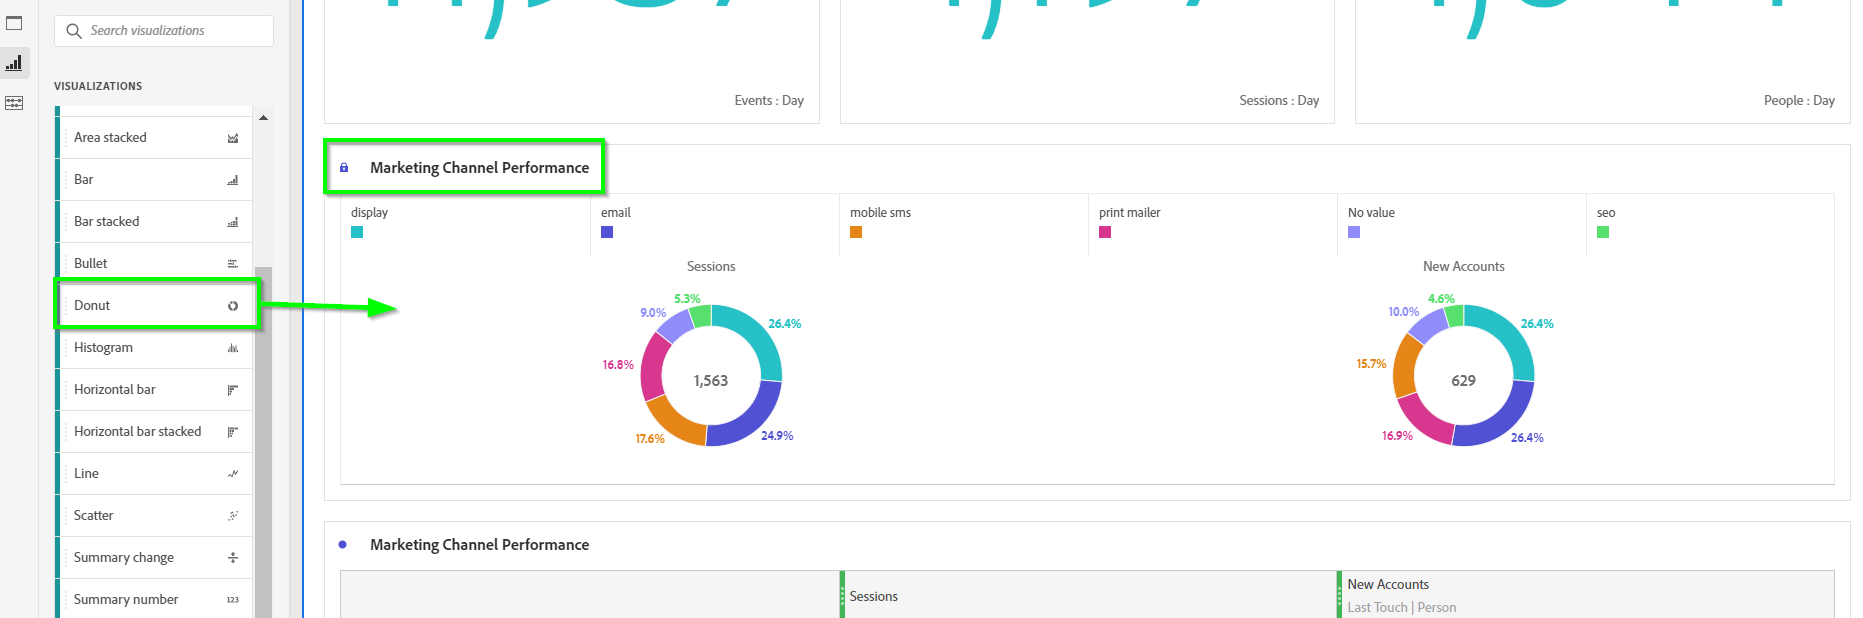 Search visualizations
VISUALIZATIONS
Area stacked
Bar
Bar stacked
Bullet
Donut
Histogram
Horizontal bar
Horizontal bar stacked
Line
Scatter
Summary change
Summary number
123
Events : Day
Sessions : Day
People : Day
Marketing Channel Performance
display
email
mobile sms
print mailer
No value
seo
Sessions
5.3%
9.0%
26.4%
16.8%
1,563
17.6%
24.9%
New Accounts
4.6%
10.0%
26.4%
15.7%
629
16.9%
26.4%
Marketing Channel Performance
Sessions
New Accounts
Last Touch | Person